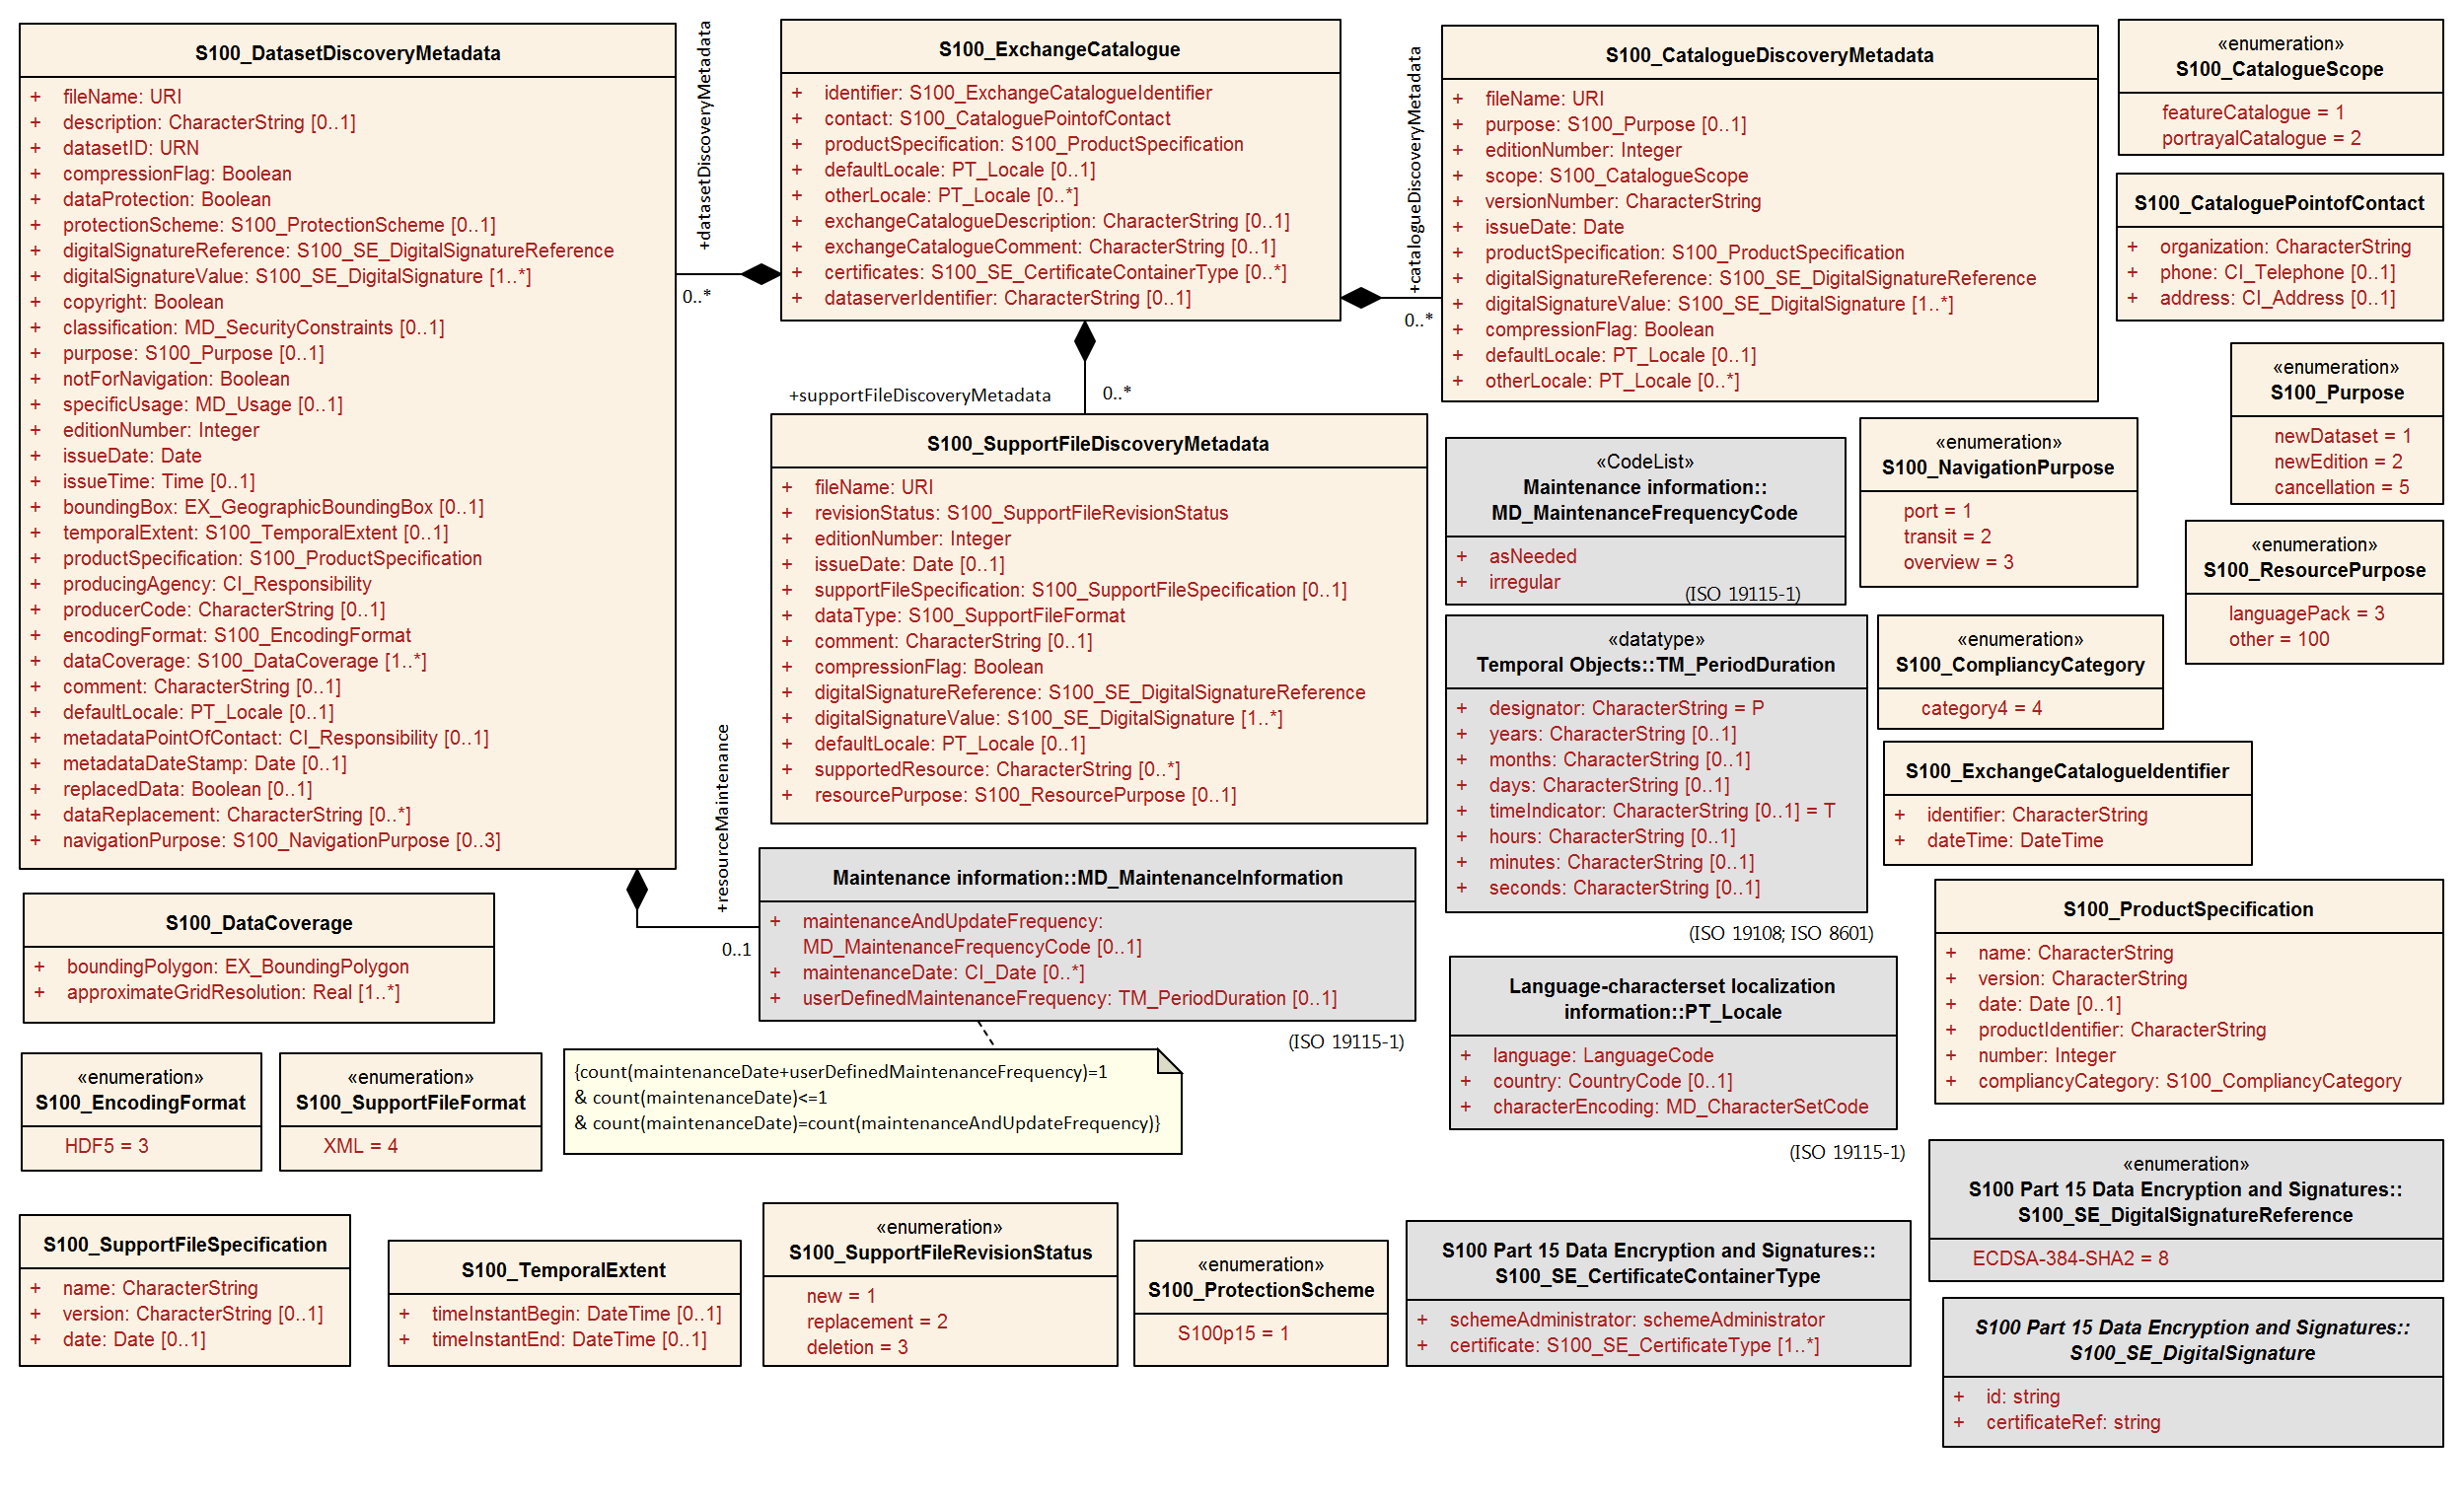 S100_DatasetDiscoveryMetadata
+ fileName: URI
+ description: CharacterString [0..1]
+ datasetID: URN
+ compressionFlag: Boolean
+ dataProtection: Boolean
+ protectionScheme: S100_ProtectionScheme [0..1]
+ digitalSignatureReference: S100_SE_DigitalSignatureReference
+ digitalSignatureValue: S100_SE_DigitalSignature [1..*]
+ copyright: Boolean
+ classification: MD_SecurityConstraints [0..1]
+ purpose: S100_Purpose [0..1]
+ notForNavigation: Boolean
+ specificUsage: MD_Usage [0..1]
+ editionNumber: Integer
+ issueDate: Date
+ issueTime: Time [0..1]
+ boundingBox: EX_GeographicBoundingBox [0..1]
+ temporalExtent: S100_TemporalExtent [0..1]
+ productSpecification: S100_ProductSpecification
+ producingAgency: CI_Responsibility
+ producerCode: CharacterString [0..1]
+ encodingFormat: S100_EncodingFormat
+ dataCoverage: S100_DataCoverage [1..*]
+ comment: CharacterString [0..1]
+ defaultLocale: PT_Locale [0..1]
+ metadataPointOfContact: CI_Responsibility [0..1]
+ metadataDateStamp: Date [0..1]
+ replacedData: Boolean [0..1]
+ dataReplacement: CharacterString [0..*]
+ navigationPurpose: S100_NavigationPurpose [0..3]
+datasetDiscoveryMetadata
0..*
S100_ExchangeCatalogue
+ identifier: S100_ExchangeCatalogueIdentifier
+ contact: S100_CataloguePointofContact
+ productSpecification: S100_ProductSpecification
+ defaultLocale: PT_Locale [0..1]
+ otherLocale: PT_Locale [0..*]
+ exchangeCatalogueDescription: CharacterString [0..1]
+ exchangeCatalogueComment: CharacterString [0..1]
+ certificates: S100_SE_CertificateContainerType [0..*]
+ dataserverIdentifier: CharacterString [0..1]
+catalogueDiscoveryMetadata
0..*
S100_CatalogueDiscoveryMetadata
+ fileName: URI
+ purpose: S100_Purpose [0..1]
+ editionNumber: Integer
+ scope: S100_CatalogueScope
+ versionNumber: CharacterString
+ issueDate: Date
+ productSpecification: S100_ProductSpecification
+ digitalSignatureReference: S100_SE_DigitalSignatureReference
+ digitalSignatureValue: S100_SE_DigitalSignature [1..*]
+ compressionFlag: Boolean
+ defaultLocale: PT_Locale [0..1]
+ otherLocale: PT_Locale [0..*]
«enumeration»
S100_CatalogueScope
featureCatalogue = 1
portrayalCatalogue = 2
S100_CataloguePointofContact
+ organization: CharacterString
+ phone: CI_Telephone [0..1]
+ address: CI_Address [0..1]
«enumeration»
S100_Purpose
newDataset = 1
newEdition = 2
cancellation = 5
+supportFileDiscoveryMetadata
0..*
S100_SupportFileDiscoveryMetadata
+ fileName: URI
+ revisionStatus: S100_SupportFileRevisionStatus
+ editionNumber: Integer
+ issueDate: Date [0..1]
+ supportFileSpecification: S100_SupportFileSpecification [0..1]
+ dataType: S100_SupportFileFormat
+ comment: CharacterString [0..1]
+ compressionFlag: Boolean
+ digitalSignatureReference: S100_SE_DigitalSignatureReference
+ digitalSignatureValue: S100_SE_DigitalSignature [1..*]
+ defaultLocale: PT_Locale [0..1]
+ supportedResource: CharacterString [0..*]
+ resourcePurpose: S100_ResourcePurpose [0..1]
«CodeList»
Maintenance information::
MD_MaintenanceFrequencyCode
+ asNeeded
+ irregular
(ISO 19115-1)
«enumeration»
S100_NavigationPurpose
port = 1
transit = 2
overview = 3
«enumeration»
S100_ResourcePurpose
languagePack = 3
other = 100
«datatype»
Temporal Objects::TM_PeriodDuration
+ designator: CharacterString = P
+ years: CharacterString [0..1]
+ months: CharacterString [0..1]
+ days: CharacterString [0..1]
+ timeIndicator: CharacterString [0..1] = T
+ hours: CharacterString [0..1]
+ minutes: CharacterString [0..1]
+ seconds: CharacterString [0..1]
(ISO 19108; ISO 8601)
«enumeration»
S100_CompliancyCategory
category4 = 4
S100_ExchangeCatalogueIdentifier
+ identifier: CharacterString
+ dateTime: DateTime
+resourceMaintenance
0..1
Maintenance information::MD_MaintenanceInformation
+ maintenanceAndUpdateFrequency:
MD_MaintenanceFrequencyCode [0..1]
+ maintenanceDate: CI_Date [0..*]
+ userDefinedMaintenanceFrequency: TM_PeriodDuration [0..1]
(ISO 19115-1)
{count(maintenanceDate+userDefinedMaintenanceFrequency)=1
& count(maintenanceDate)<=1
& count(maintenanceDate)=count(maintenanceAndUpdateFrequency)}
S100_DataCoverage
+ boundingPolygon: EX_BoundingPolygon
+ approximateGridResolution: Real [1..*]
S100_ProductSpecification
+ name: CharacterString
+ version: CharacterString
+ date: Date [0..1]
+ productIdentifier: CharacterString
+ number: Integer
+ compliancyCategory: S100_CompliancyCategory
Language-characterset localization
information::PT_Locale
+ language: LanguageCode
+ country: CountryCode [0..1]
+ characterEncoding: MD_CharacterSetCode
(ISO 19115-1)
«enumeration»
S100_EncodingFormat
HDF5 = 3
«enumeration»
S100_SupportFileFormat
XML = 4
«enumeration»
S100 Part 15 Data Encryption and Signatures::
S100_SE_DigitalSignatureReference
ECDSA-384-SHA2 = 8
S100_SupportFileSpecification
+ name: CharacterString
+ version: CharacterString [0..1]
+ date: Date [0..1]
S100_TemporalExtent
+ timeInstantBegin: DateTime [0..1]
+ timeInstantEnd: DateTime [0..1]
«enumeration»
S100_SupportFileRevisionStatus
new = 1
replacement = 2
deletion = 3
«enumeration»
S100_ProtectionScheme
S100p15 = 1
S100 Part 15 Data Encryption and Signatures::
S100_SE_CertificateContainerType
+ schemeAdministrator: schemeAdministrator
+ certificate: S100_SE_CertificateType [1..*]
S100 Part 15 Data Encryption and Signatures::
S100_SE_DigitalSignature
+ id: string
+ certificateRef: string